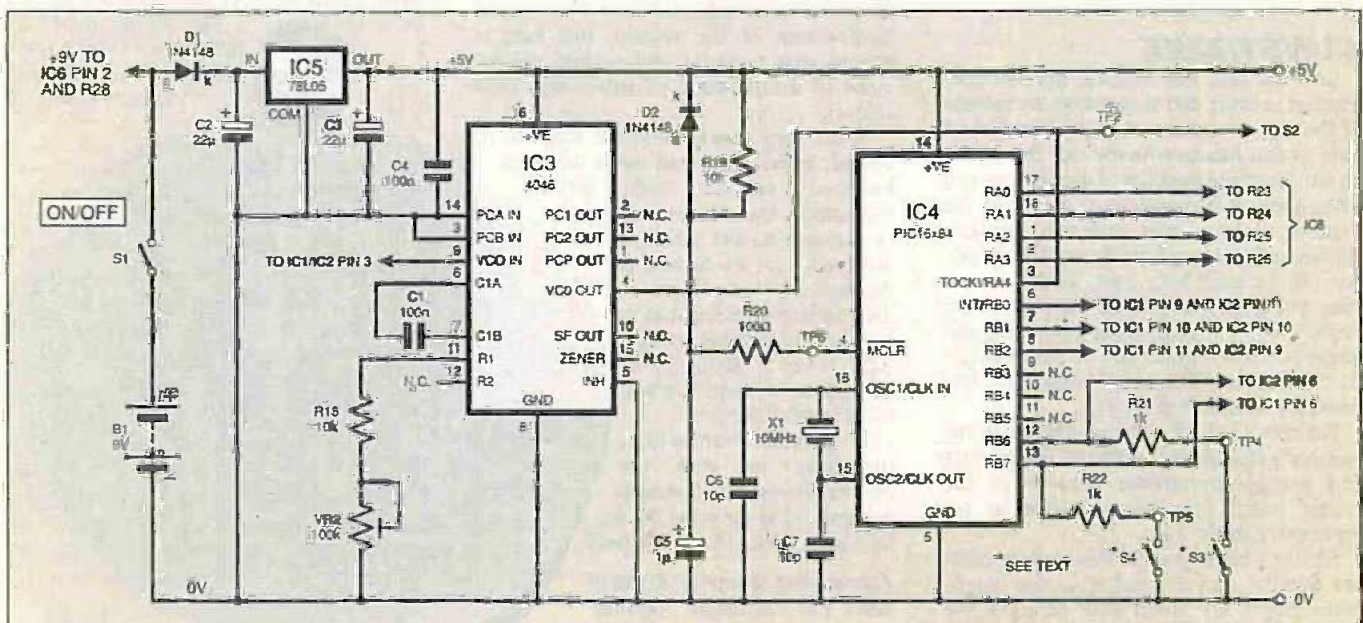 +9V TO
IC6 PIN 2
AND R28
D1
1N4148
k
IN
IC5
78L05
OUT
COM
+5V
C2
22μ
C3
22μ
C4
100n
ON/OFF
S1
B1
9V
0V
16
+VE
IC3
4046
14
PCA IN
3
PCB IN
TO IC1/IC2 PIN 3
9
VCO IN
6
C1A
C1
100n
7
C1B
11
R1
12
N.C.
R2
PC1 OUT
2
N.C.
PC2 OUT
13
N.C.
PCP OUT
1
N.C.
VCO OUT
4
SF OUT
10
N.C.
ZENER
15
N.C.
INH
5
GND
8
10k
VR2
100k
D2
1N4148
k
10k
R20
TP6
C5
1μ
C6
10p
X1
10MHz
C7
10p
14
+VE
IC4
PIC16x84
4
MCLR
16
OSC1/CLK IN
15
OSC2/CLK OUT
GND
5
RA0
17
TO R23
RA1
18
TO R24
RA2
1
TO R25
RA3
2
TO R26
TOCKI/RA4
3
INT/RB0
6
TO IC1 PIN 9 AND IC2 PIN
RB1
7
TO IC1 PIN 10 AND IC2 PIN 10
RB2
8
TO IC1 PIN 11 AND IC2 PIN 9
RB3
9
N.C.
RB4
10
N.C.
RB5
11
N.C.
RB6
12
RB7
13
TP2
TO S2
TO IC2 PIN 6
TO IC1 PIN 6
R21
1k
TP4
R22
1k
TP5
*S4
*S3
*SEE TEXT
+5V
0V